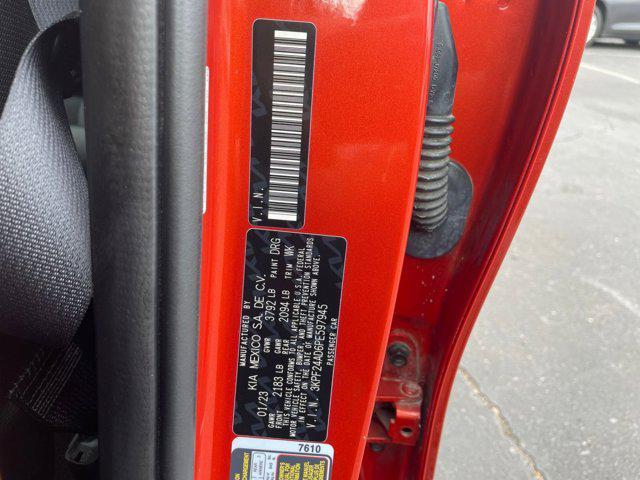 V.I.N.
MANUFACTURED BY
KIA MEXICO S.A. DE C.V.
01/23 GVWR 3792 LB PAINT DRG
FRONT GAWR 2183 LB GAWR REAR 2094 LB TRIM WK
THIS VEHICLE CONFORMS TO ALL APPLICABLE U.S.A. FEDERAL
MOTOR VEHICLE SAFETY, BUMPER, AND THEFT PREVENTION STANDARDS
IN EFFECT ON THE DATE OF MANUFACTURE SHOWN ABOVE.
V.I.N. 3KPF24AD6PE597945
PASSENGER CAR
7610